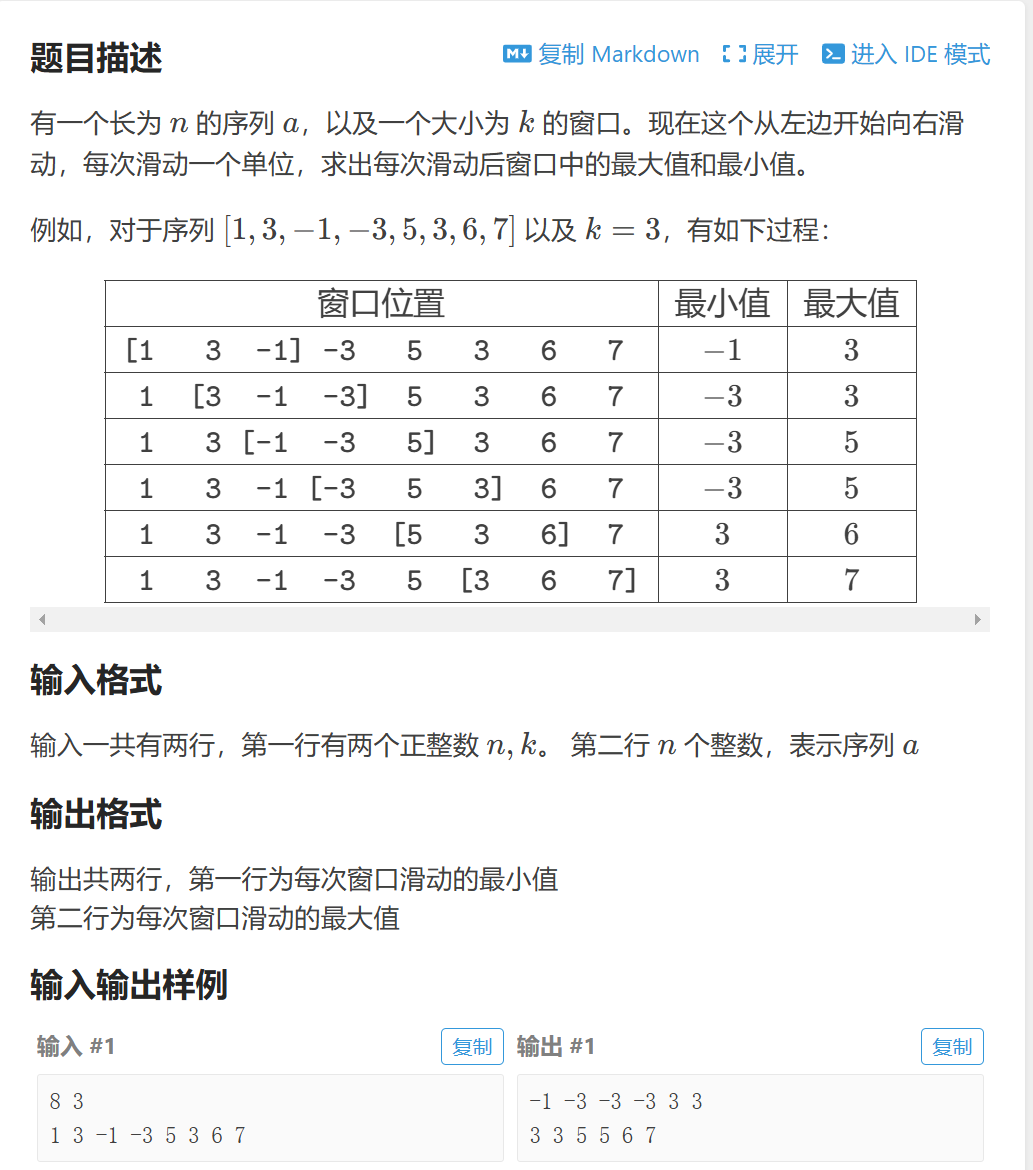 题目描述
复制 Markdown 展开 进入 IDE 模式
有一个长为 n 的序列 a，以及一个大小为 k 的窗口。现在这个从左边开始向右滑
动，每次滑动一个单位，求出每次滑动后窗口中的最大值和最小值。
例如，对于序列 [1, 3, −1, −3, 5, 3, 6, 7] 以及 k = 3，有如下过程：
窗口位置 最小值 最大值
[1 3 -1] -3 5 3 6 7 −1 3
1 [3 -1 -3] 5 3 6 7 −3 3
1 3 [-1 -3 5] 3 6 7 −3 5
1 3 -1 [-3 5 3] 6 7 −3 5
1 3 -1 -3 [5 3 6] 7 3 6
1 3 -1 -3 5 [3 6 7] 3 7
输入格式
输入一共有两行，第一行有两个正整数 n, k。 第二行 n 个整数，表示序列 a
输出格式
输出共两行，第一行为每次窗口滑动的最小值
第二行为每次窗口滑动的最大值
输入输出样例
输入 #1 复制
8 3
1 3 -1 -3 5 3 6 7
输出 #1 复制
-1 -3 -3 -3 3 3
3 3 5 5 6 7